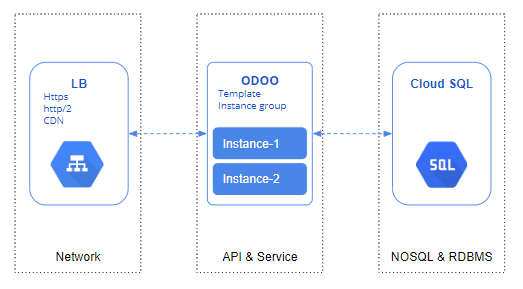 LB
Https
http/2
CDN
Network
ODOO
Template
Instance group
Instance-1
Instance-2
API & Service
Cloud SQL
SQL
NOSQL & RDBMS